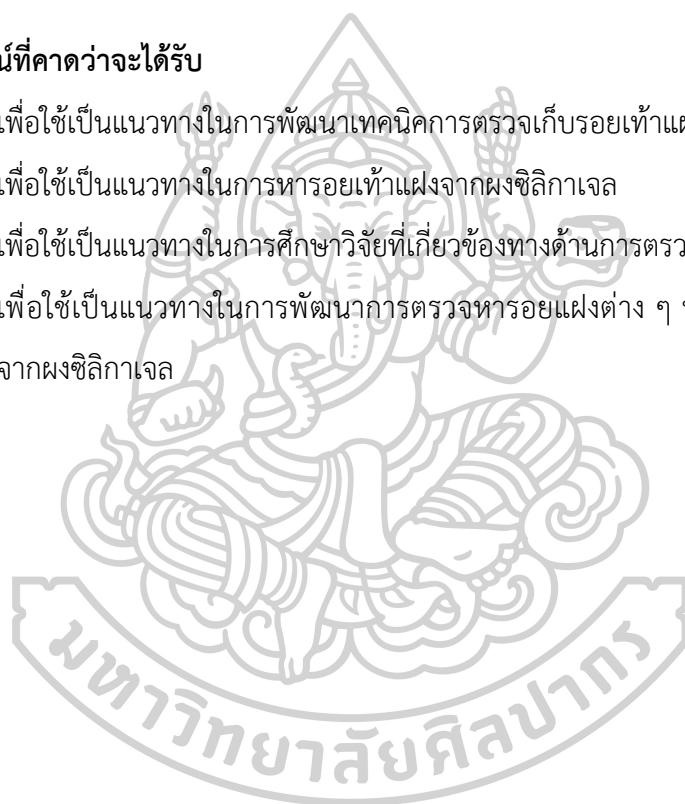 น์ที่คาดว่าจะได้รับ
เพื่อใช้เป็นแนวทางในการพัฒนาเทคนิคการตรวจเก็บรอยเท้า
เพื่อใช้เป็นแนวทางในการหารอยเท้าแฝงจากผงซิลิกาเจล
เพื่อใช้เป็นแนวทางในการศึกษาวิจัยที่เกี่ยวข้องทางด้านการตรว
เพื่อใช้เป็นแนวทางในการพัฒนาการตรวจหารอยแฝงต่าง ๆ
จากผงซิลิกาเจล
มหาวิทยาลัยศิลปากร